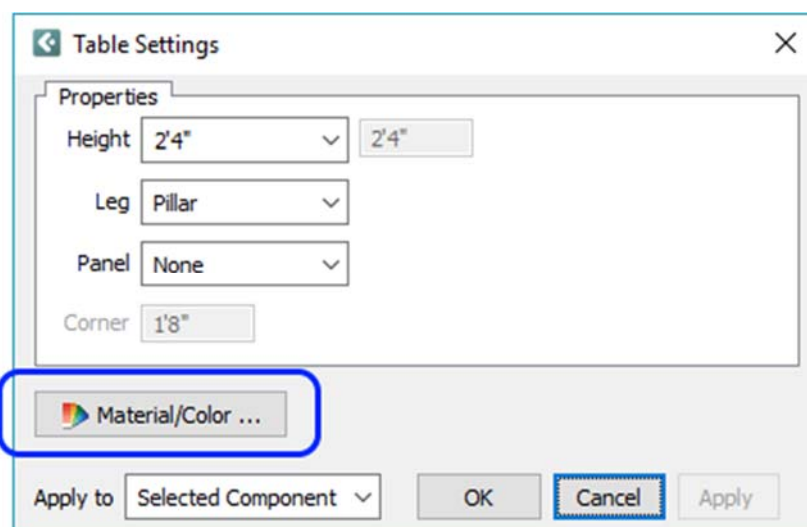 Table Settings
Properties
Height 2'4" 2'4"
Leg Pillar
Panel None
Corner 1'8"
Material/Color ...
Apply to Selected Component OK Cancel Apply